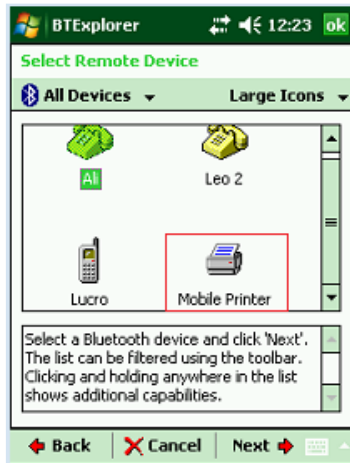 BTExplorer 12:23 ok
Select Remote Device
All Devices Large Icons
Ali Leo 2
Lucro Mobile Printer
Select a Bluetooth device and click 'Next'.
The list can be filtered using the toolbar.
Clicking and holding anywhere in the list
shows additional capabilities.
Back Cancel Next